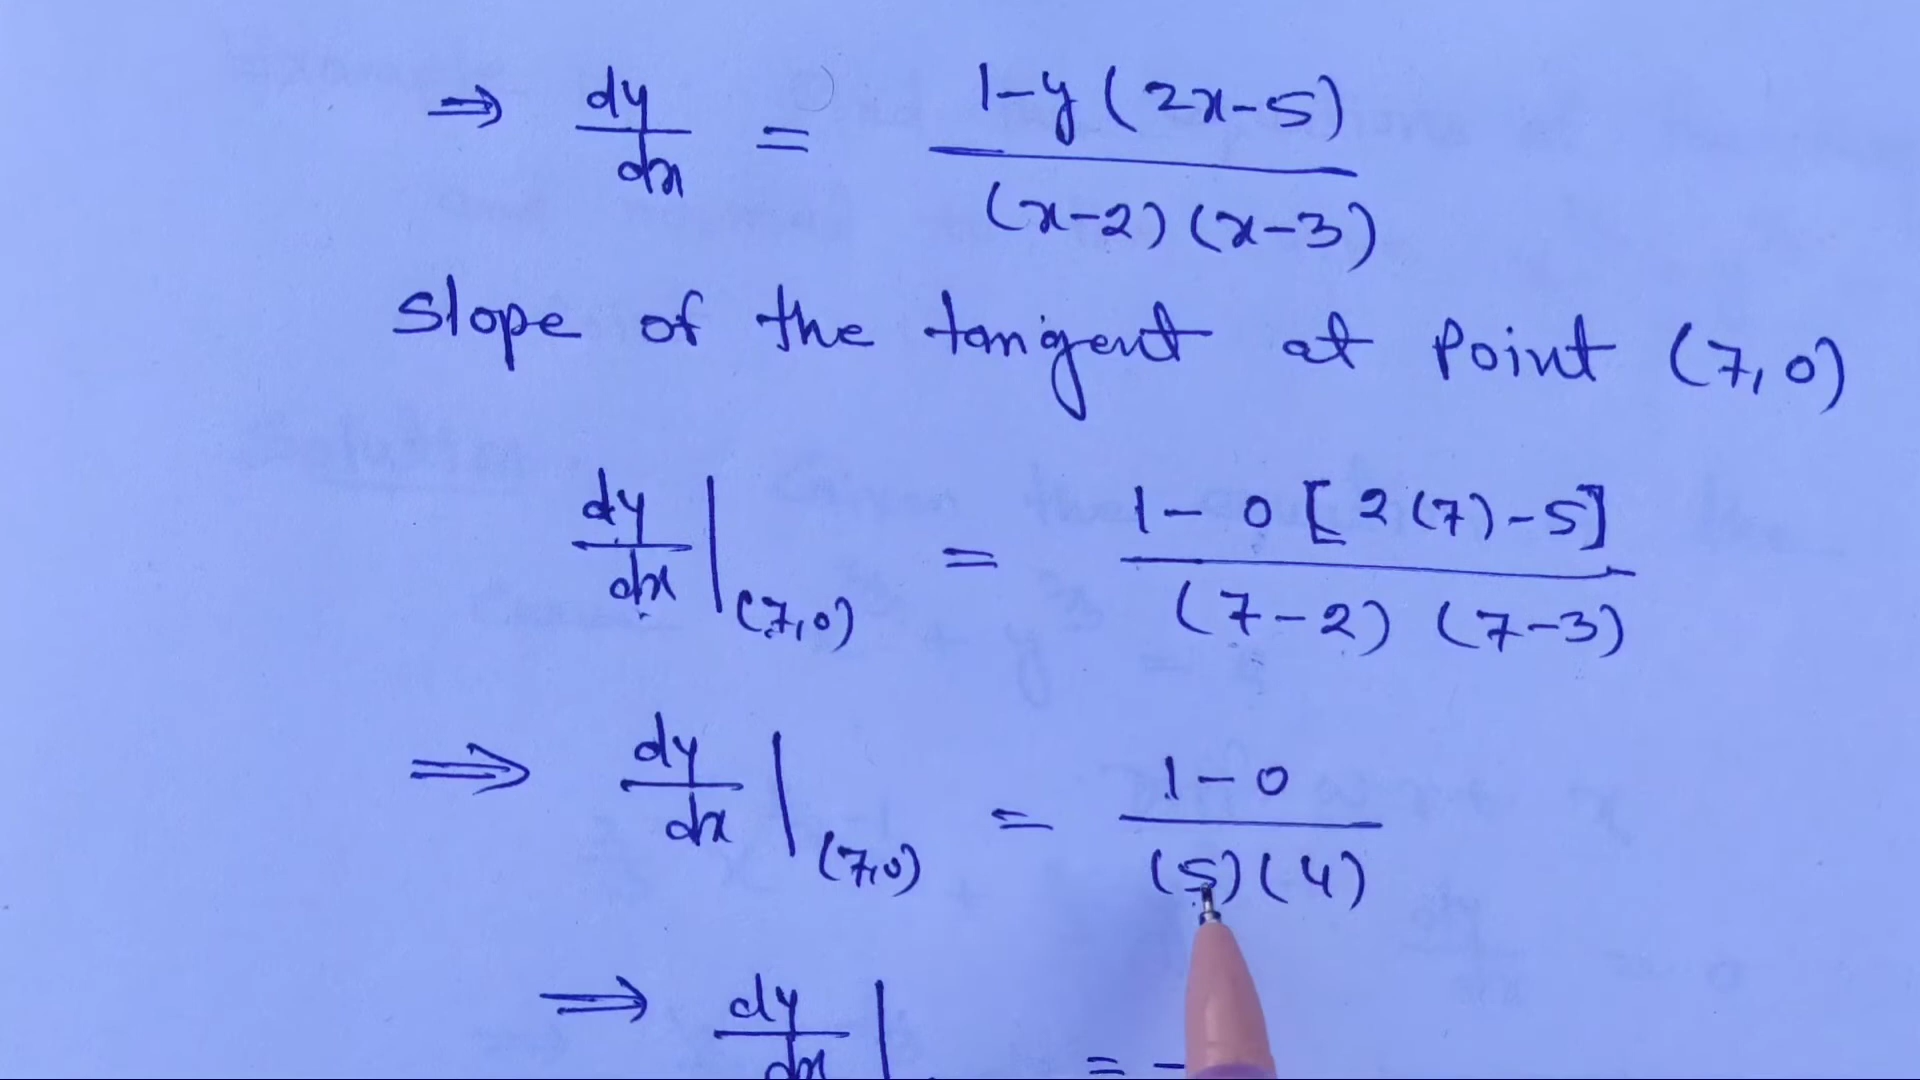 ⇒ dy/dx = 1-y(2x-5) / (x-2)(x-3)
Slope of the tangent at Point (7,0)
dy/dx |(7,0) = 1-0[2(7)-5] / (7-2)(7-3)
⇒ dy/dx |(7,0) = 1-0 / (5)(4)
⇒ dy/dx | =